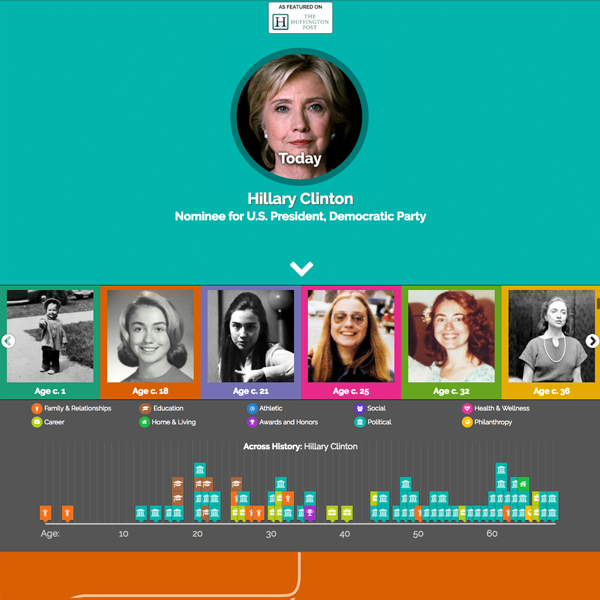 AS FEATURED ON
H
THE
HUFFINGTON
POST
Today
Hillary Clinton
Nominee for U.S. President, Democratic Party
Age c. 1
Age c. 18
Age c. 21
Age c. 25
Age c. 32
Age c. 36
Family & Relationships
Education
Athletic
Social
Health & Wellness
Career
Home & Living
Awards and Honors
Political
Philanthropy
Across History: Hillary Clinton
Age: 10 20 30 40 50 60